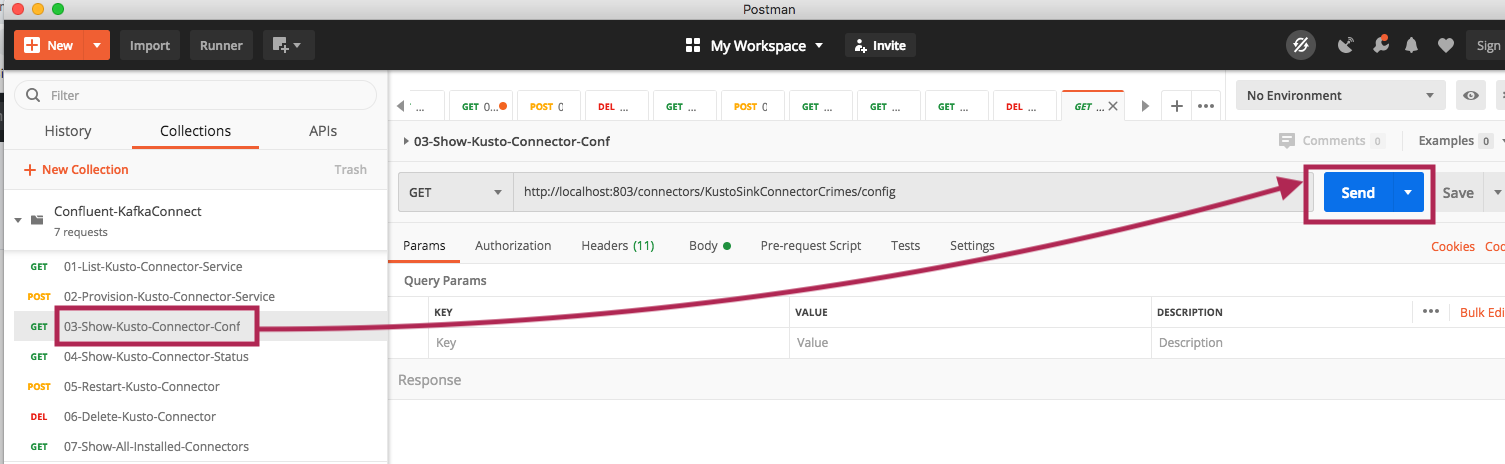 Postman
New
Import
Runner
My Workspace
Invite
Sign
Filter
History Collections APIs
New Collection Trash
Confluent-KafkaConnect
7 requests
GET 01-List-Kusto-Connector-Service
POST 02-Provision-Kusto-Connector-Service
GET 03-Show-Kusto-Connector-Conf
GET 04-Show-Kusto-Connector-Status
POST 05-Restart-Kusto-Connector
DEL 06-Delete-Kusto-Connector
GET 07-Show-All-Installed-Connectors
... GET 0... POST 0 DEL ... GET ... POST 0 GET ... GET ... GET ... DEL ... GET ...
No Environment
03-Show-Kusto-Connector-Conf
Comments 0 Examples 0
GET http://localhost:803/connectors/KustoSinkConnectorCrimes/config Send Save
Params Authorization Headers (11) Body Pre-request Script Tests Settings Cookies
Query Params
KEY VALUE DESCRIPTION ... Bulk Edi
Key Value Description
Response